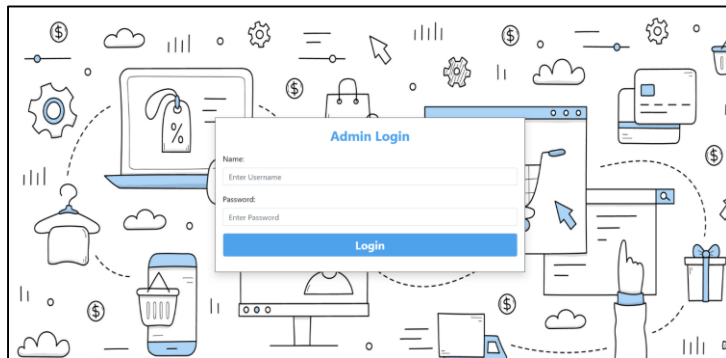 Admin Login
Name:
Enter Username
Password:
Enter Password
Login